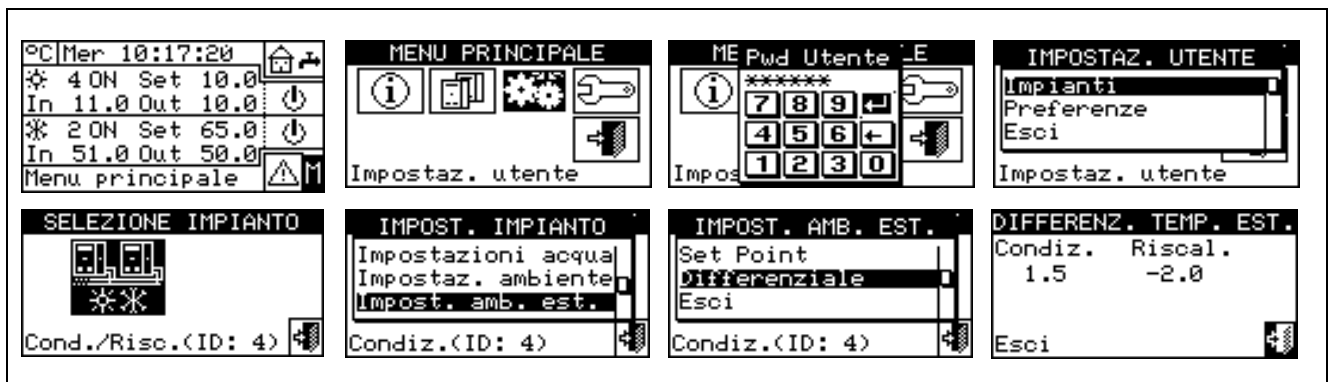 ºC Mer 10:17:20
4 ON Set 10.0
In 11.0 Out 10.0
2 ON Set 65.0
In 51.0 Out 50.0
Menu principale M
MENU PRINCIPALE
i
Impostaz. utente
ME Pwd Utente LE
******
i 7 8 9
4 5 6
Impos 1 2 3 0
IMPOSTAZ. UTENTE
Impianti
Preferenze
Esci
Impostaz. utente
SELEZIONE IMPIANTO
Cond./Risc.(ID: 4)
IMPOST. IMPIANTO
Impostazioni acqua
Impostaz. ambiente
Impost. amb. est.
Condiz.(ID: 4)
IMPOST. AMB. EST.
Set Point
Differenziale
Esci
Condiz.(ID: 4)
DIFFERENZ. TEMP. EST.
Condiz. Riscal.
1.5 -2.0
Esci